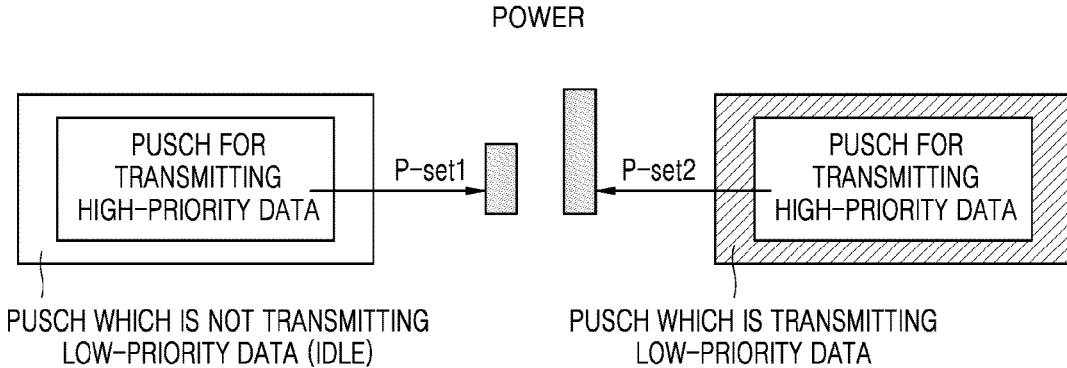 POWER
PUSCH FOR
TRANSMITTING
HIGH-PRIORITY DATA
P-set1
P-set2
PUSCH FOR
TRANSMITTING
HIGH-PRIORITY DATA
PUSCH WHICH IS NOT TRANSMITTING
LOW-PRIORITY DATA (IDLE)
PUSCH WHICH IS TRANSMITTING
LOW-PRIORITY DATA